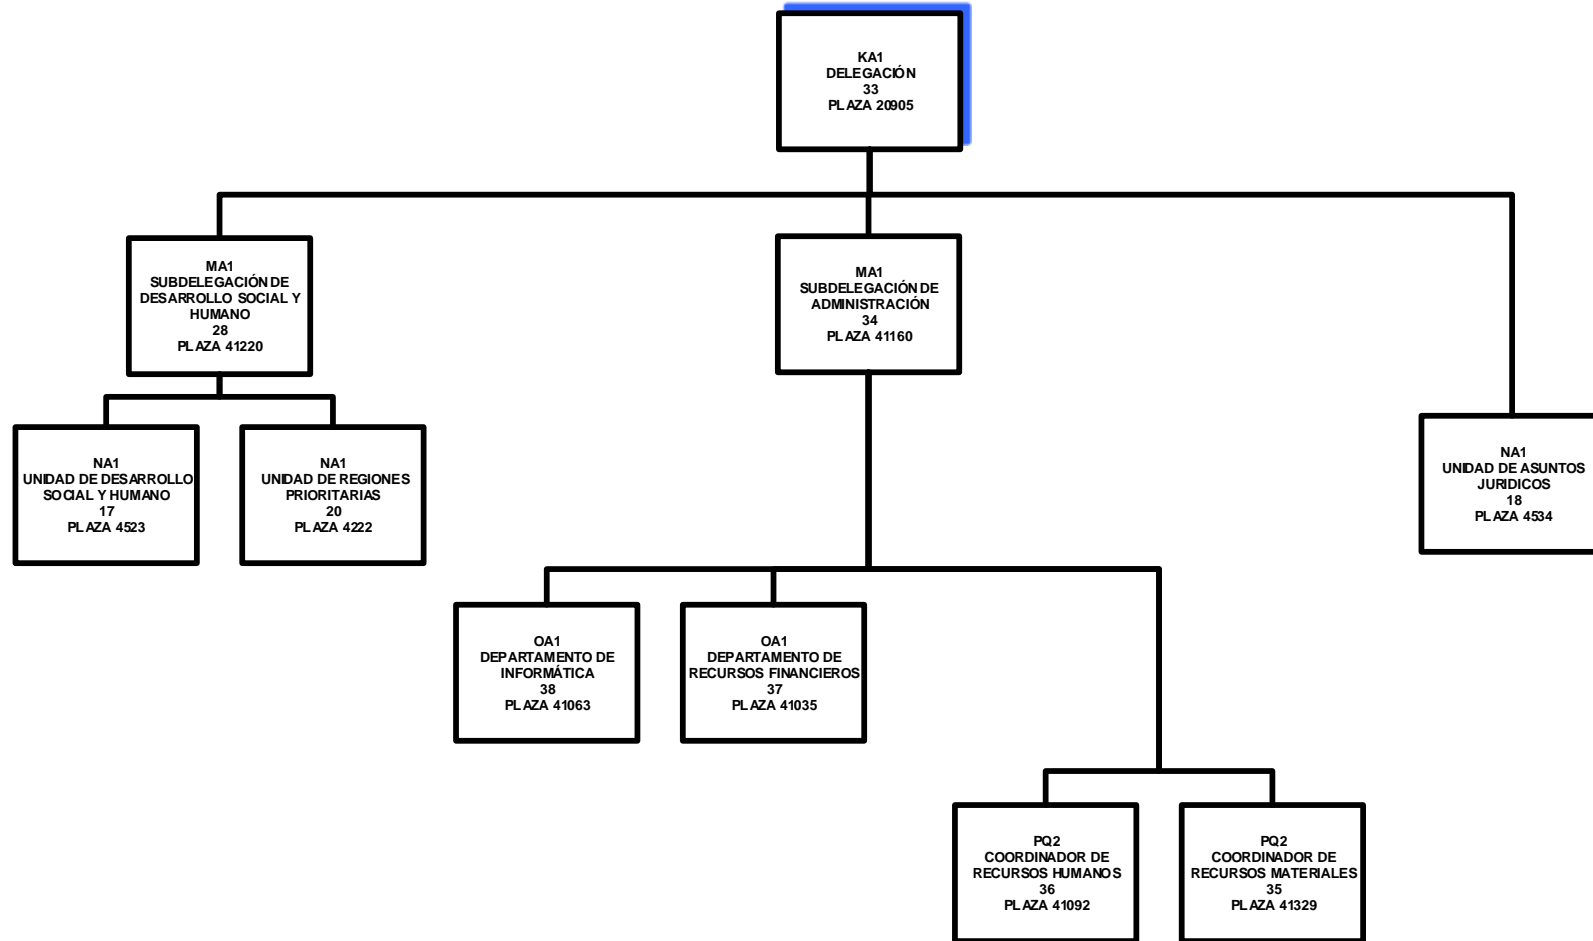 KA1
DELEGACIÓN
33
PLAZA 20905
MA1
SUBDELEGACIÓN DE
DESARROLLO SOCIAL Y
HUMANO
28
PLAZA 41220
MA1
SUBDELEGACIÓN DE
ADMINISTRACIÓN
34
PLAZA 41160
NA1
UNIDAD DE DESARROLLO
SOCIAL Y HUMANO
17
PLAZA 4523
NA1
UNIDAD DE REGIONES
PRIORITARIAS
20
PLAZA 4222
NA1
UNIDAD DE ASUNTOS
JURIDICOS
18
PLAZA 4534
OA1
DEPARTAMENTO DE
INFORMÁTICA
38
PLAZA 41063
OA1
DEPARTAMENTO DE
RECURSOS FINANCIEROS
37
PLAZA 41035
PQ2
COORDINADOR DE
RECURSOS HUMANOS
36
PLAZA 41092
PQ2
COORDINADOR DE
RECURSOS MATERIALES
35
PLAZA 41329